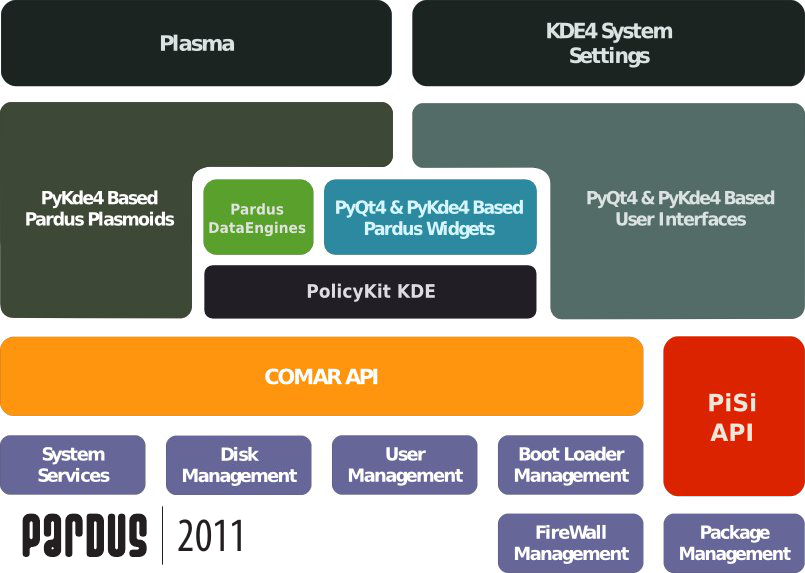 Plasma
KDE4 System
Settings
PyKde4 Based
Pardus Plasmoids
Pardus
DataEngines
PyQt4 & PyKde4 Based
Pardus Widgets
PyQt4 & PyKde4 Based
User Interfaces
PolicyKit KDE
COMAR API
PiSi
API
System
Services
Disk
Management
User
Management
Boot Loader
Management
PARDUS 2011
FireWall
Management
Package
Management